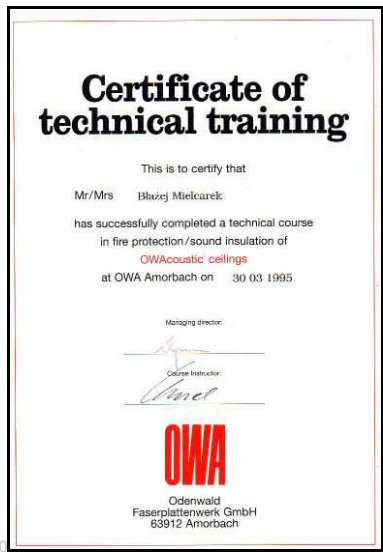 Certificate of
technical training
This is to certify that
Mr/Mrs Błażej Mielcarek
has successfully completed a technical course
in fire protection/sound insulation of
OWAcoustic® ceilings
at OWA Amorbach on 30 03 1995
Managing director:
Course Instructor:
OWA
Odenwald
Faserplattenwerk GmbH
63912 Amorbach